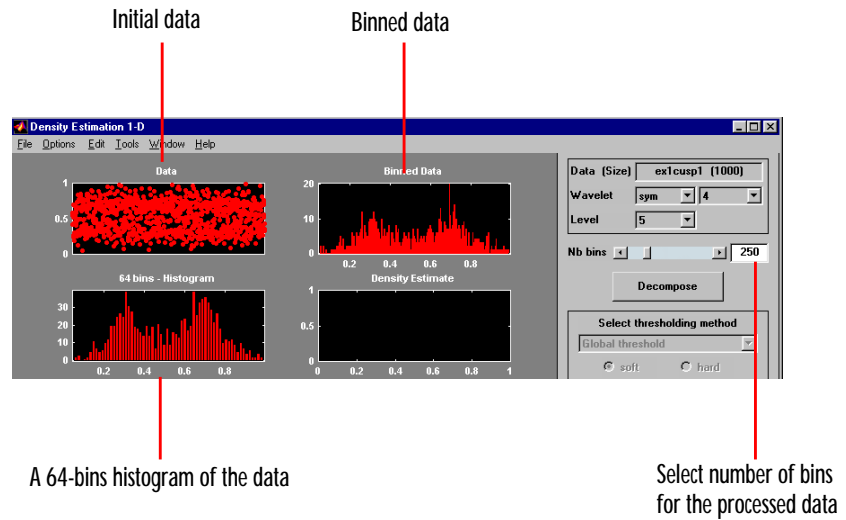 Initial data
Binned data
Density Estimation 1-D
File Options Edit Tools Window Help
Data
1
0.5
0
Binned Data
20
10
0
0.2 0.4 0.6 0.8
64 bins - Histogram
30
20
10
0
0.2 0.4 0.6 0.8
Density Estimate
1
0.5
0
0 0.2 0.4 0.6 0.8 1
Data (Size) ex1cusp1 (1000)
Wavelet sym 4
Level 5
Nb bins 250
Decompose
Select thresholding method
Global threshold
soft hard
A 64-bins histogram of the data
Select number of bins
for the processed data